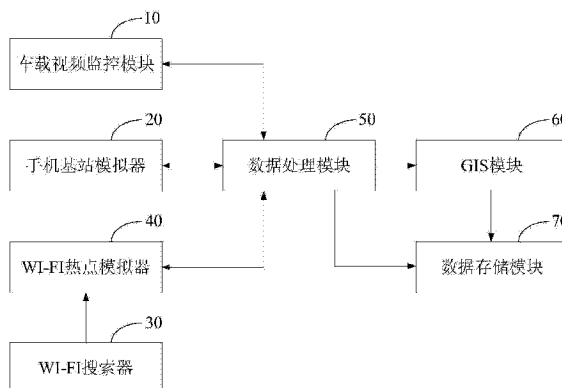 10
车载视频监控模块
20
手机基站模拟器
50
数据处理模块
60
GIS模块
40
WI-FI热点模拟器
70
数据存储模块
30
WI-FI搜索器